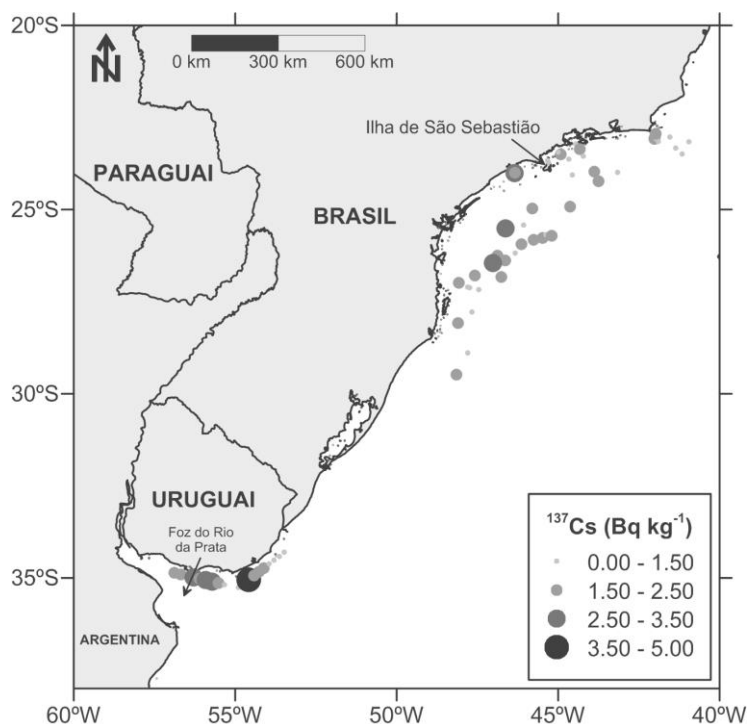 20ºS
25ºS
30ºS
35ºS
60ºW
55ºW
50ºW
45ºW
40ºW
N
0 km 300 km 600 km
Ilha de São Sebastião
PARAGUAI
BRASIL
URUGUAI
Foz do Rio
da Prata
ARGENTINA
¹³⁷Cs (Bq kg⁻¹)
0.00 - 1.50
1.50 - 2.50
2.50 - 3.50
3.50 - 5.00